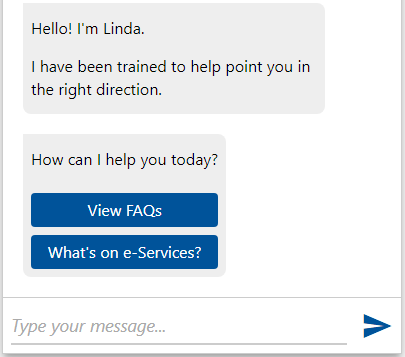 Hello! I'm Linda.
I have been trained to help point you in
the right direction.
How can I help you today?
View FAQs
What's on e-Services?
Type your message...